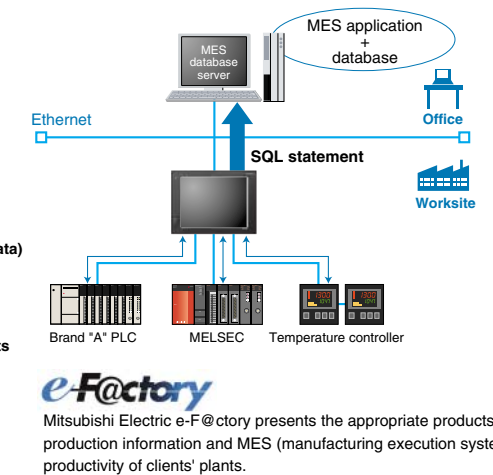 MES application
+
database
MES
database
server
Ethernet
Office
SQL statement
Worksite
ata)
Brand "A" PLC
MELSEC
Temperature controller
ts
e-F@ctory
Mitsubishi Electric e-F@ctory presents the appropriate products
production information and MES (manufacturing execution syste
productivity of clients' plants.